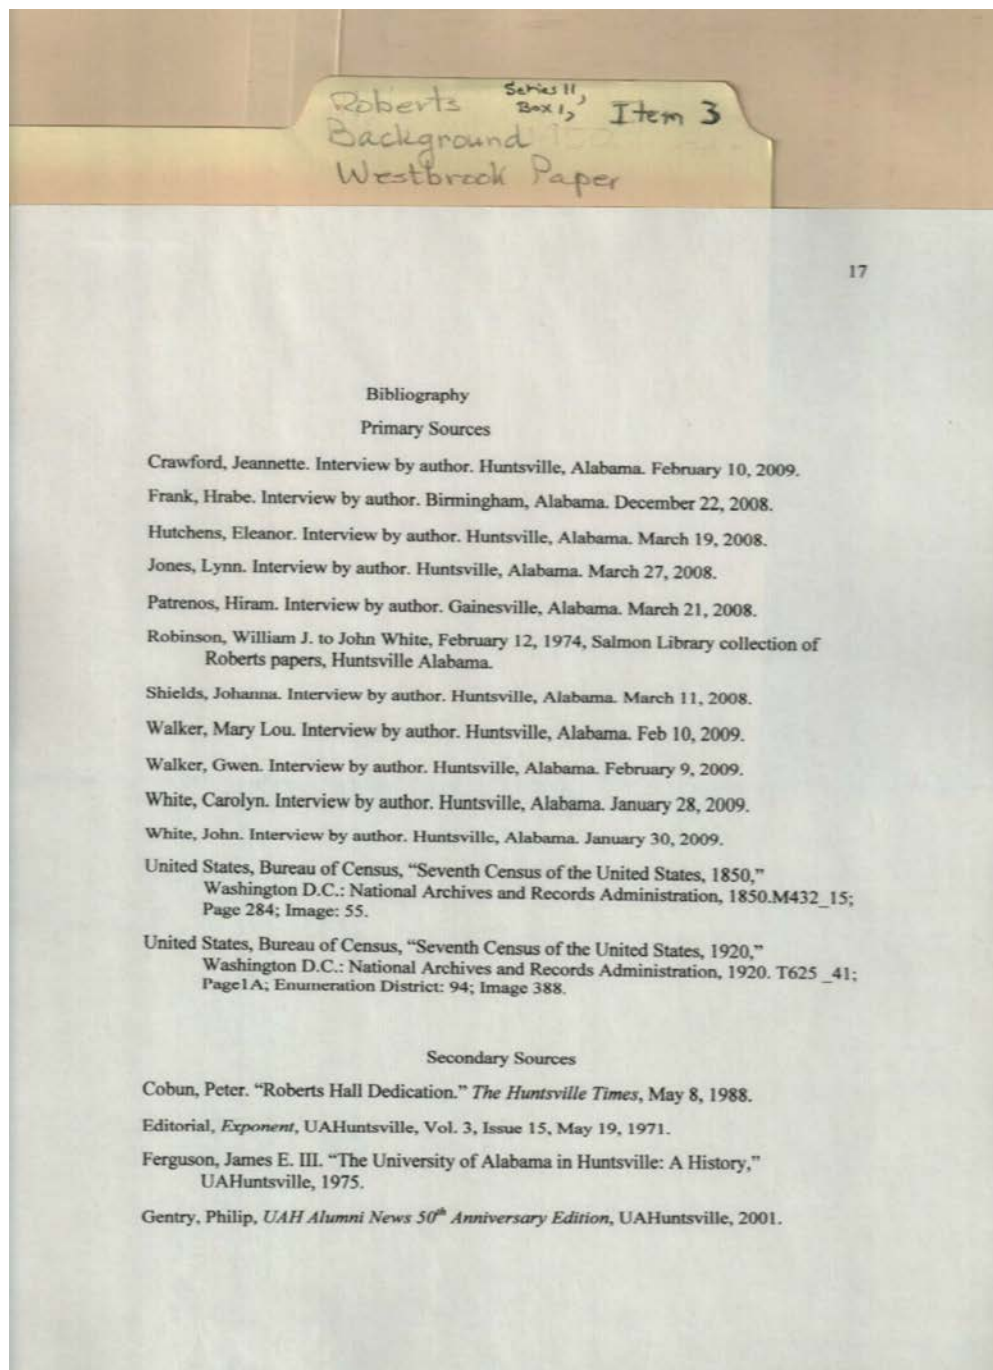 Roberts Series 11, Box 1, Item 3
Background
Westbrook Paper
17
Bibliography
Primary Sources
Crawford, Jeannette. Interview by author. Huntsville, Alabama. February 10, 2009.
Frank, Hrabe. Interview by author. Birmingham, Alabama. December 22, 2008.
Hutchens, Eleanor. Interview by author. Huntsville, Alabama. March 19, 2008.
Jones, Lynn. Interview by author. Huntsville, Alabama. March 27, 2008.
Patrenos, Hiram. Interview by author. Gainesville, Alabama. March 21, 2008.
Robinson, William J. to John White, February 12, 1974, Salmon Library collection of
Roberts papers, Huntsville Alabama.
Shields, Johanna. Interview by author. Huntsville, Alabama. March 11, 2008.
Walker, Mary Lou. Interview by author. Huntsville, Alabama. Feb 10, 2009.
Walker, Gwen. Interview by author. Huntsville, Alabama. February 9, 2009.
White, Carolyn. Interview by author. Huntsville, Alabama. January 28, 2009.
White, John. Interview by author. Huntsville, Alabama. January 30, 2009.
United States, Bureau of Census, “Seventh Census of the United States, 1850,”
Washington D.C.: National Archives and Records Administration, 1850.M432_15;
Page 284; Image: 55.
United States, Bureau of Census, “Seventh Census of the United States, 1920,”
Washington D.C.: National Archives and Records Administration, 1920. T625 _41;
Page1A; Enumeration District: 94; Image 388.
Secondary Sources
Cobun, Peter. “Roberts Hall Dedication.” The Huntsville Times, May 8, 1988.
Editorial, Exponent, UAHuntsville, Vol. 3, Issue 15, May 19, 1971.
Ferguson, James E. III. “The University of Alabama in Huntsville: A History,”
UAHuntsville, 1975.
Gentry, Philip, UAH Alumni News 50th Anniversary Edition, UAHuntsville, 2001.